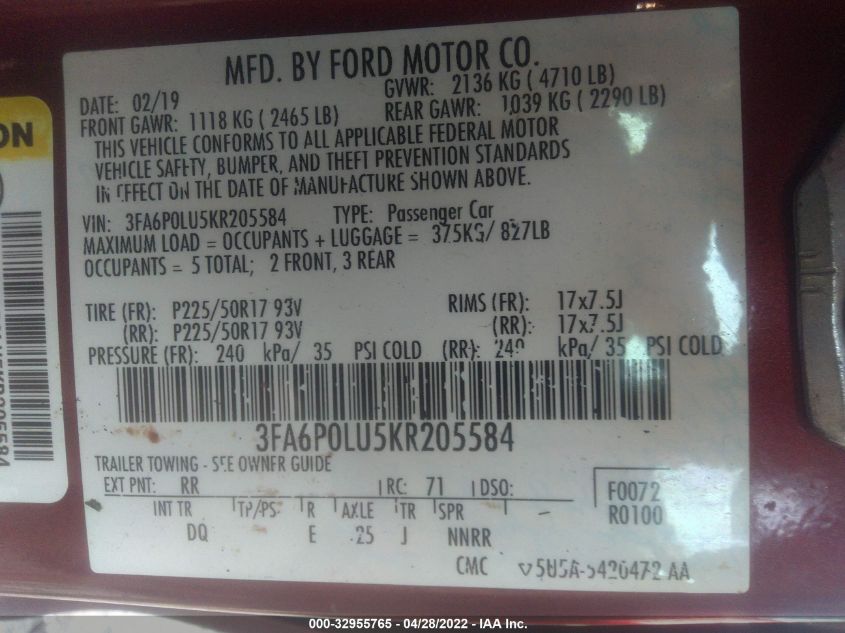 MFD. BY FORD MOTOR CO.
DATE: 02/19 GVWR: 2136 KG ( 4710 LB)
FRONT GAWR: 1118 KG ( 2465 LB) REAR GAWR: 1039 KG ( 2290 LB)
THIS VEHICLE CONFORMS TO ALL APPLICABLE FEDERAL MOTOR
VEHICLE SAFETY, BUMPER, AND THEFT PREVENTION STANDARDS
IN EFFECT ON THE DATE OF MANUFACTURE SHOWN ABOVE.
VIN: 3FA6P0LU5KR205584 TYPE: Passenger Car
MAXIMUM LOAD = OCCUPANTS + LUGGAGE = 375KG/ 827LB
OCCUPANTS = 5 TOTAL; 2 FRONT, 3 REAR
TIRE (FR): P225/50R17 93V RIMS (FR): 17x7.5J
(RR): P225/50R17 93V (RR): 17x7.5J
PRESSURE (FR): 240 kPa/ 35 PSI COLD (RR): 240 kPa/ 35 PSI COLD
3FA6P0LU5KR205584
TRAILER TOWING - SEE OWNER GUIDE
EXT PNT: RR RC: 71 DSO: F0072
INT TR TP/PS R AXLE TR SPR R0100
DQ E 25 J NNRR
CMC
ON
205584
000-32955765 - 04/28/2022 - IAA Inc.